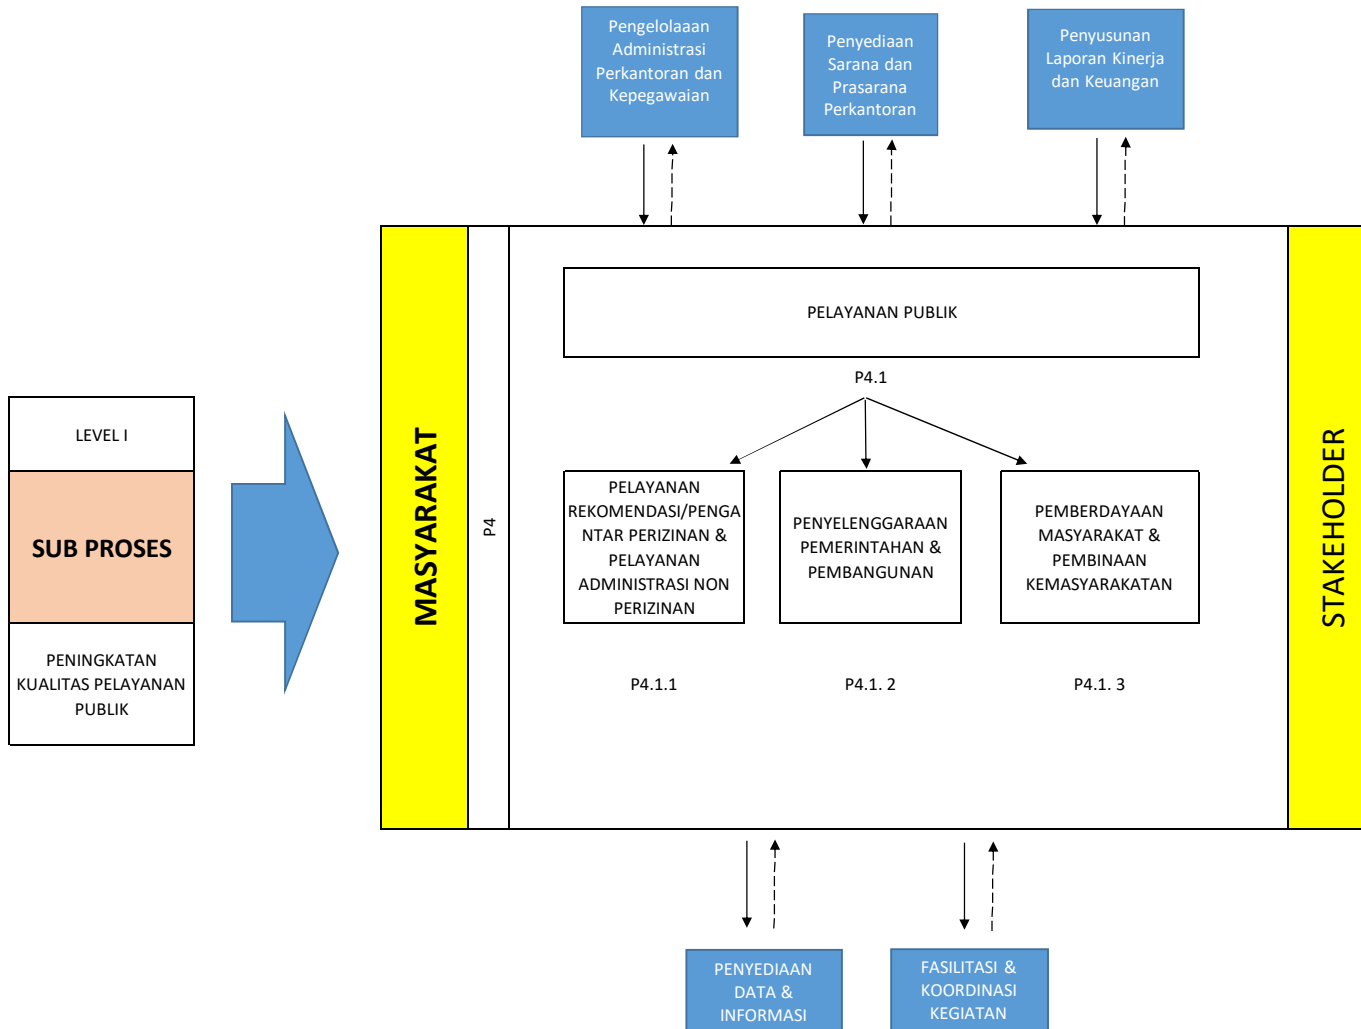 Pengelolaaan
Administrasi
Perkantoran dan
Kepegawaian
Penyediaan
Sarana dan
Prasarana
Perkantoran
Penyusunan
Laporan Kinerja
dan Keuangan
LEVEL I
SUB PROSES
PENINGKATAN
KUALITAS PELAYANAN
PUBLIK
MASYARAKAT
P4
PELAYANAN PUBLIK
P4.1
PELAYANAN
REKOMENDASI/PENGA
NTAR PERIZINAN &
PELAYANAN
ADMINISTRASI NON
PERIZINAN
PENYELENGGARAAN
PEMERINTAHAN &
PEMBANGUNAN
PEMBERDAYAAN
MASYARAKAT &
PEMBINAAN
KEMASYARAKATAN
P4.1.1
P4.1. 2
P4.1. 3
STAKEHOLDER
PENYEDIAAN
DATA &
INFORMASI
FASILITASI &
KOORDINASI
KEGIATAN